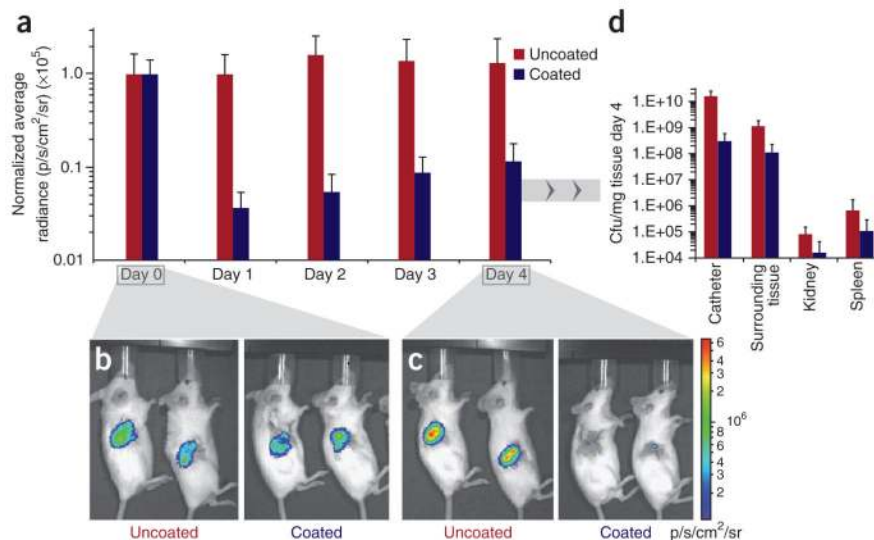 a
Normalized average
radiance (p/s/cm²/sr) (×10⁵)
1.0
0.1
0.01
Uncoated
Coated
Day 0
Day 1
Day 2
Day 3
Day 4
d
Cfu/mg tissue day 4
1.E+10
1.E+09
1.E+08
1.E+07
1.E+06
1.E+05
1.E+04
Catheter
Surrounding
tissue
Kidney
Spleen
b
c
Uncoated
Coated
Uncoated
Coated
6
4
3
2
10⁶
8
6
4
3
2
p/s/cm²/sr